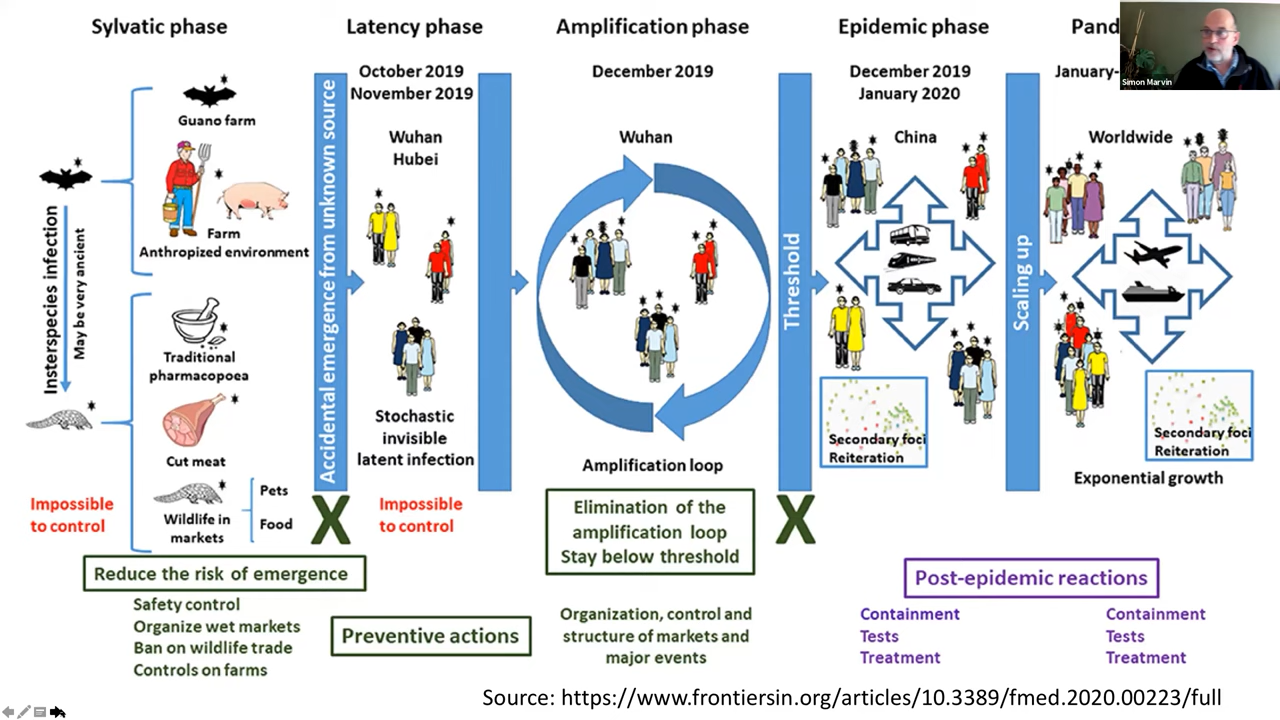 Sylvatic phase
Latency phase
Amplification phase
Epidemic phase
Pand
Simon Marvin
October 2019
November 2019
December 2019
December 2019
January 2020
January-
Guano farm
Farm
Anthropized environment
Insterspecies infection
May be very ancient
Traditional
pharmacopoea
Cut meat
Wildlife in
markets
Pets
Food
Impossible
to control
Accidental emergence from unknown source
Wuhan
Hubei
Stochastic
invisible
latent infection
Impossible
to control
Wuhan
Amplification loop
Elimination of the
amplification loop
Stay below threshold
Threshold
China
Secondary foci
Reiteration
Scaling up
Worldwide
Secondary foci
Reiteration
Exponential growth
X
X
Reduce the risk of emergence
Safety control
Organize wet markets
Ban on wildlife trade
Controls on farms
Preventive actions
Organization, control and
structure of markets and
major events
Post-epidemic reactions
Containment
Tests
Treatment
Containment
Tests
Treatment
Source: https://www.frontiersin.org/articles/10.3389/fmed.2020.00223/full